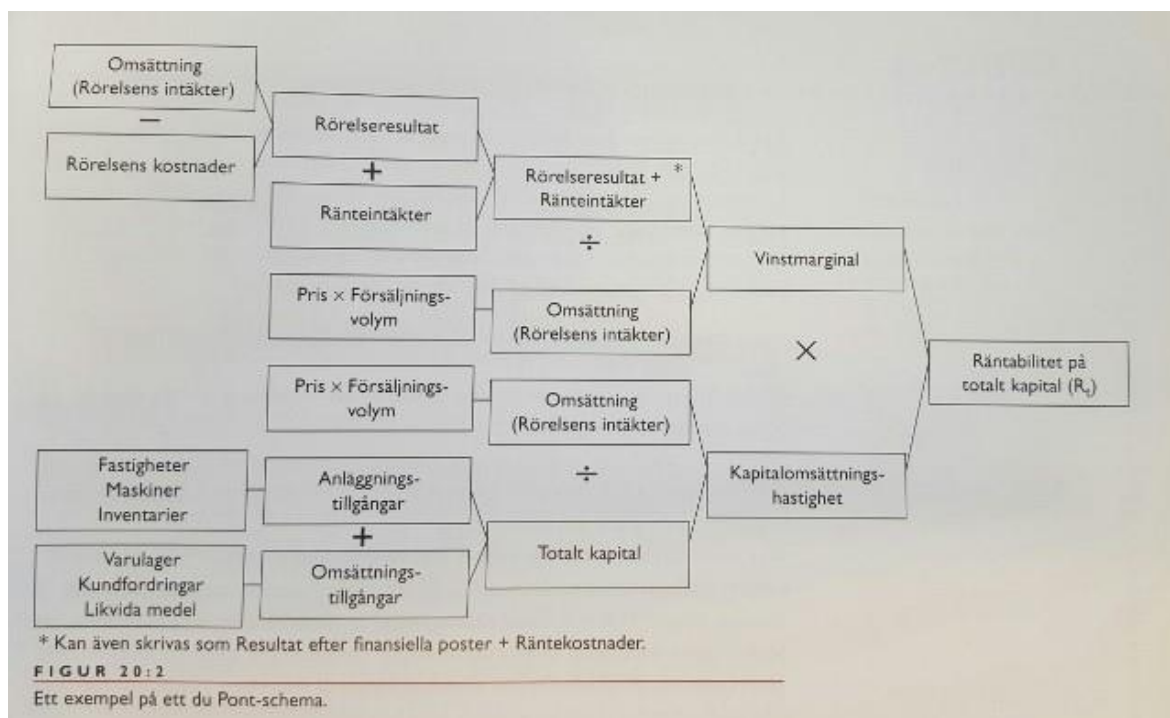 Omsättning
(Rörelsens intäkter)
−
Rörelsens kostnader
Rörelseresultat
+
Ränteintäkter
Rörelseresultat + *
Ränteintäkter
÷
Pris × Försäljnings-
volym
Omsättning
(Rörelsens intäkter)
Vinstmarginal
×
Pris × Försäljnings-
volym
Omsättning
(Rörelsens intäkter)
÷
Räntabilitet på
totalt kapital (Rt)
Kapitalomsättnings-
hastighet
Fastigheter
Maskiner
Inventarier
Anläggnings-
tillgångar
+
Varulager
Kundfordringar
Likvida medel
Omsättnings-
tillgångar
Totalt kapital
* Kan även skrivas som Resultat efter finansiella poster + Räntekostnader.
FIGUR 20:2
Ett exempel på ett du Pont-schema.